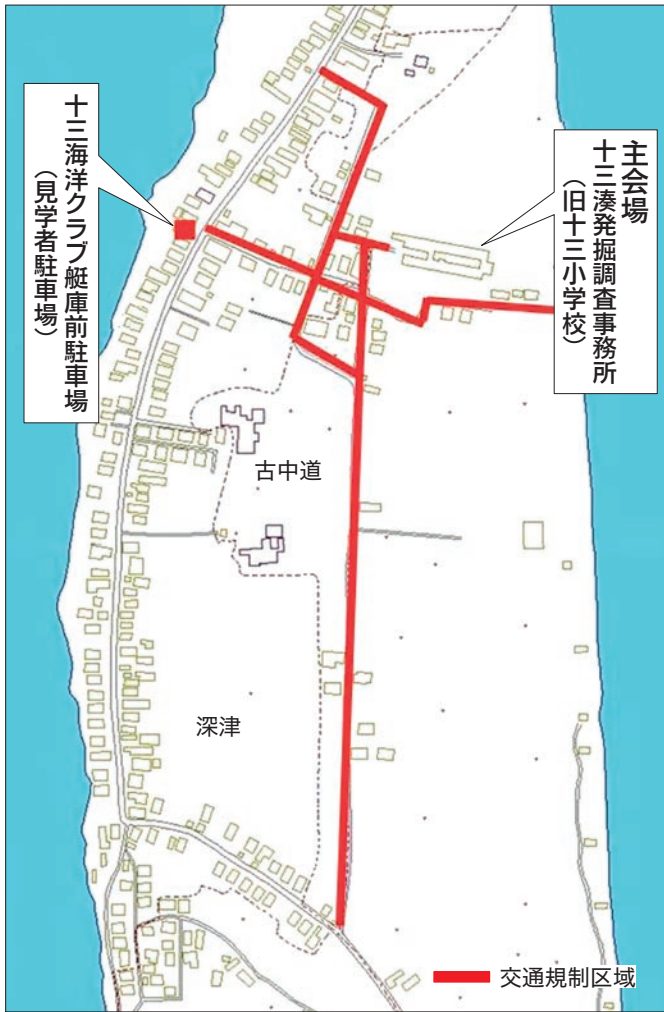 主会場
十三湊発掘調査事務所
（旧十三小学校）
十三海洋クラブ艇庫前駐車場
（見学者駐車場）
古中道
深津
交通規制区域